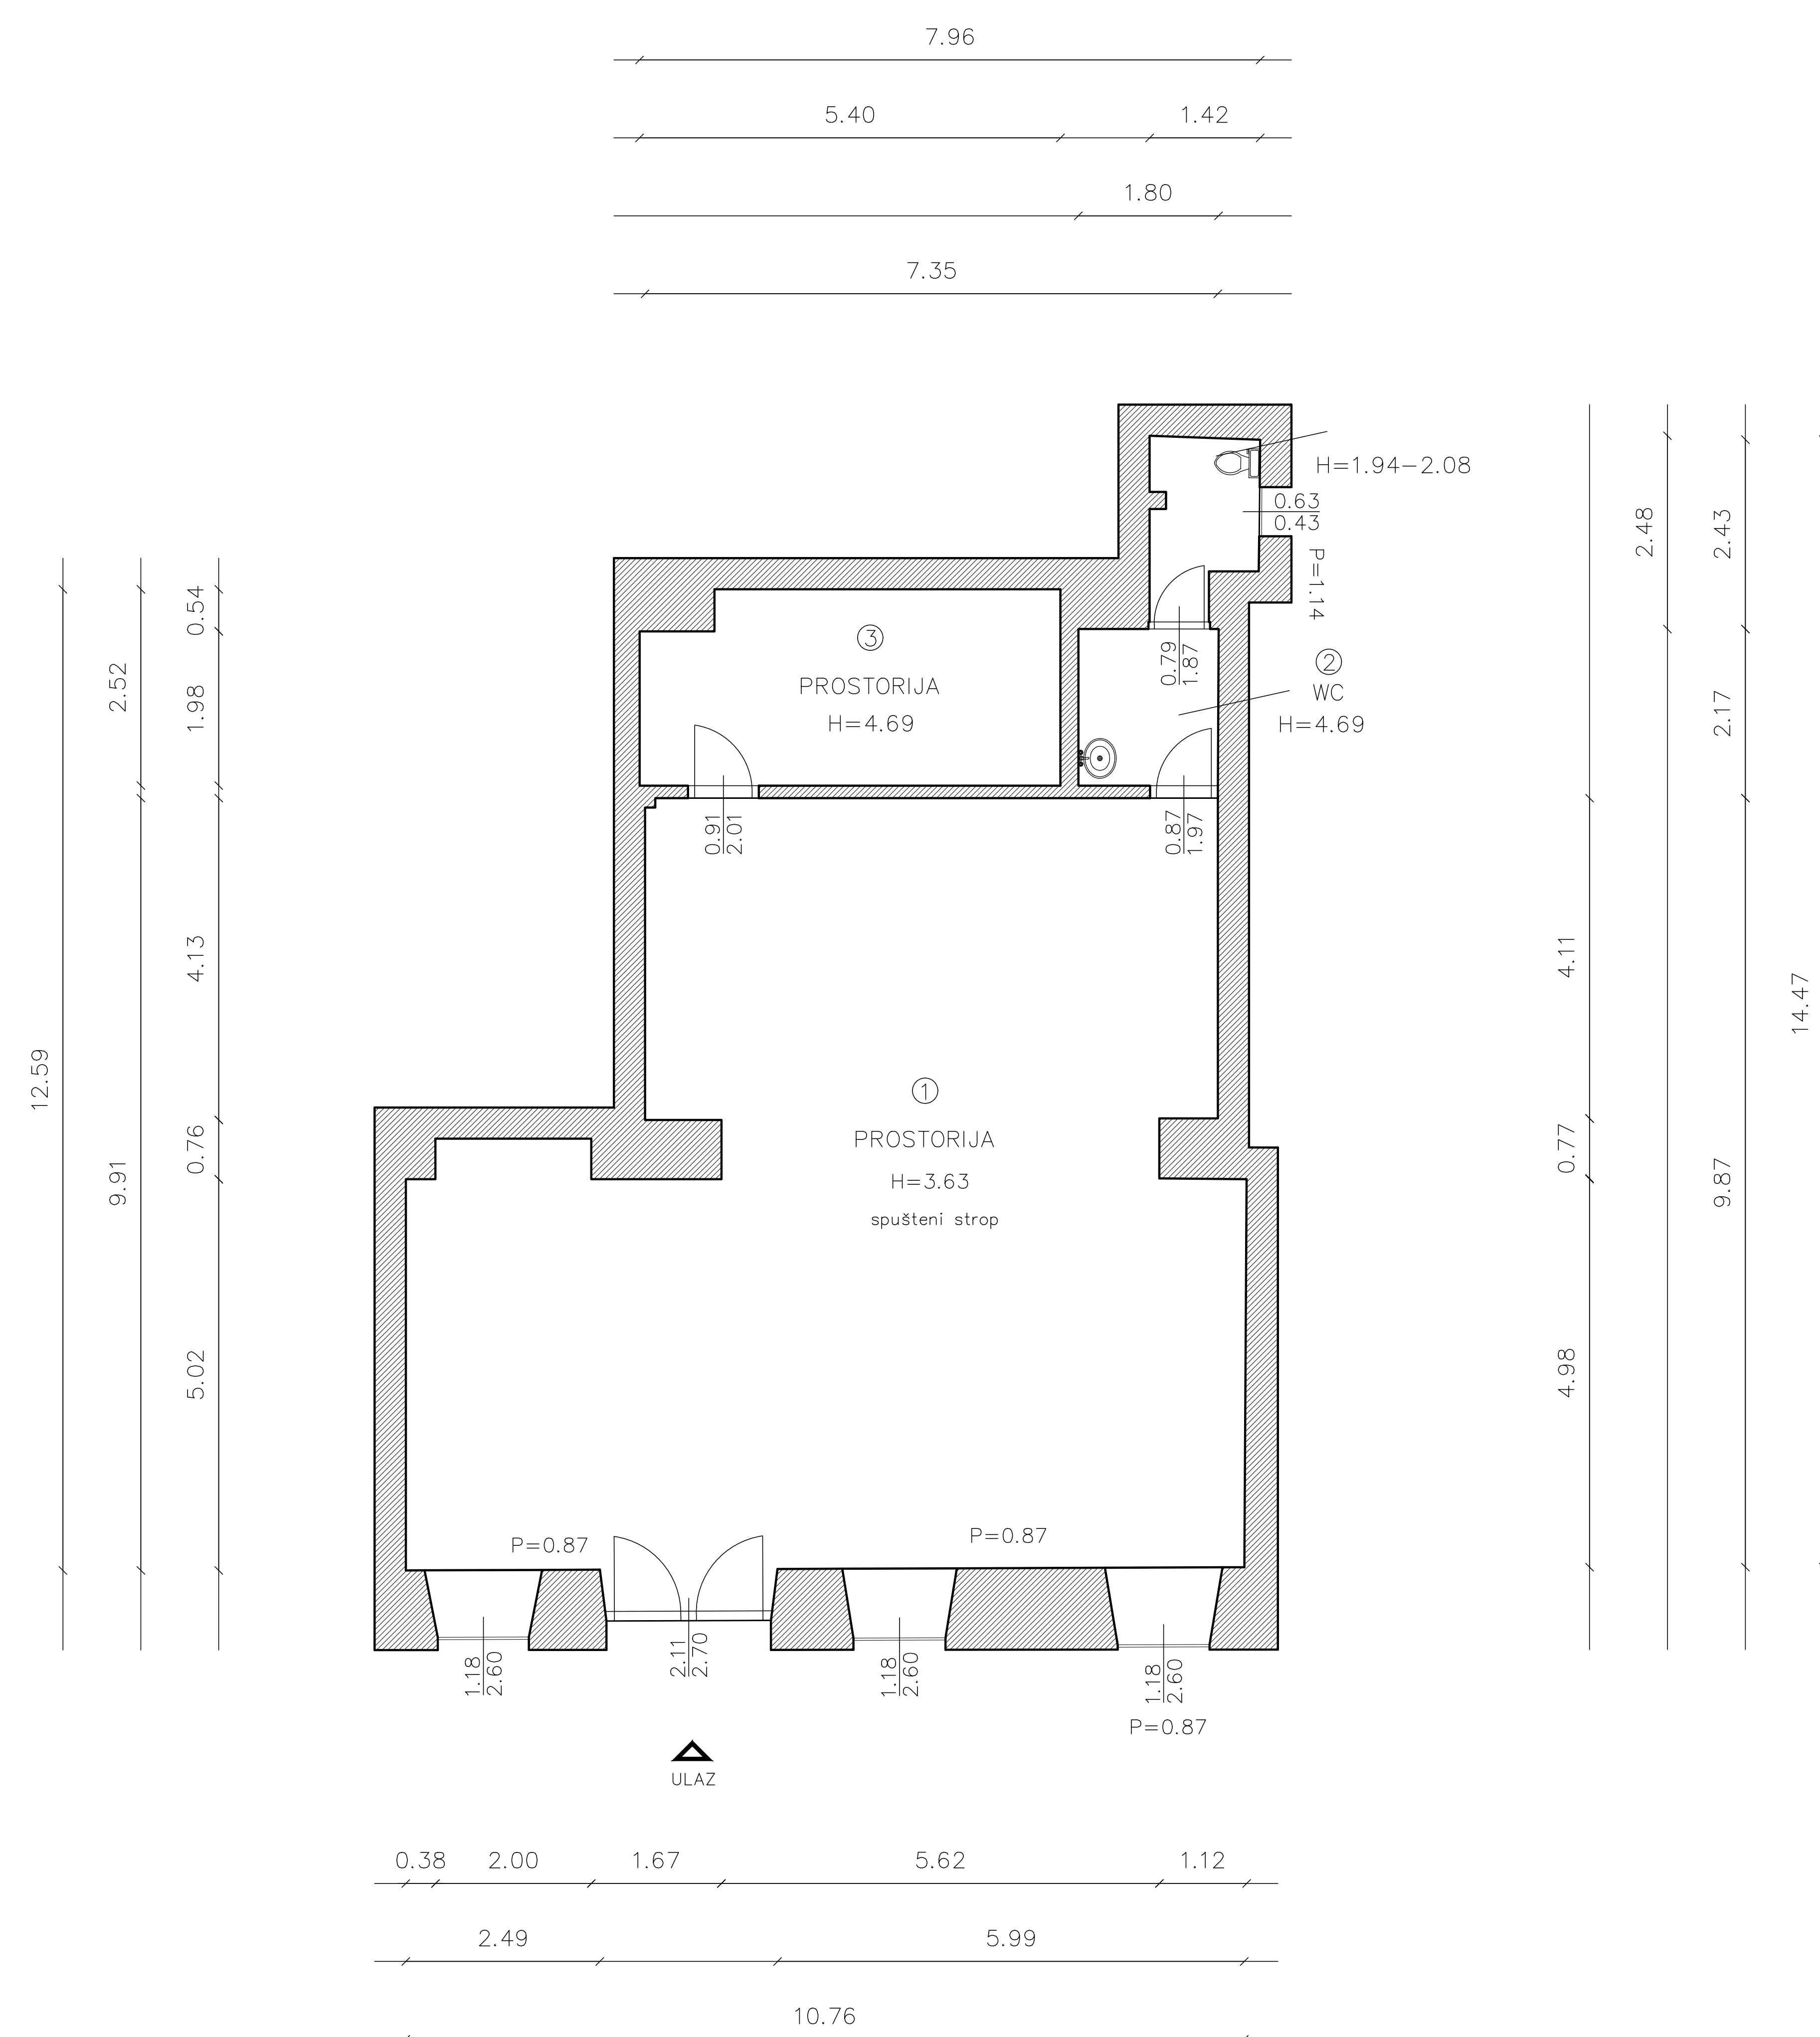 7.96
5.40 1.42
1.80
7.35
H=1.94-2.08
0.63
0.43
P=1.14
2.48
2.43
0.54
2.52
1.98
3
PROSTORIJA
H=4.69
0.79
1.87
2
WC
H=4.69
2.17
0.91
2.01
0.87
1.97
4.13
4.11
14.47
12.59
9.91
0.76
1
PROSTORIJA
H=3.63
spušteni strop
0.77
9.87
5.02
4.98
P=0.87
P=0.87
1.18
2.60
2.11
2.70
1.18
2.60
1.18
2.60
P=0.87
ULAZ
0.38 2.00 1.67 5.62 1.12
2.49 5.99
10.76